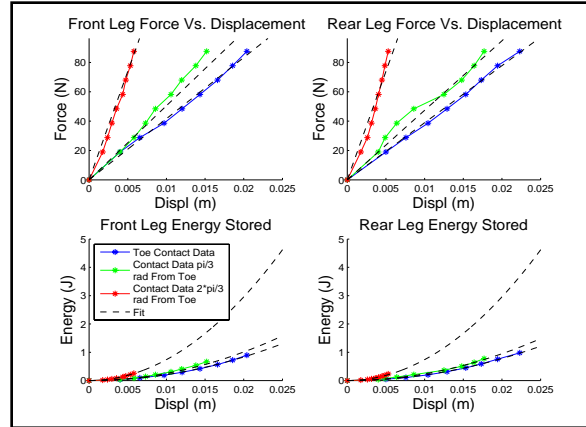 Front Leg Force Vs. Displacement
Rear Leg Force Vs. Displacement
Force (N)
80
60
40
20
0
0 0.005 0.01 0.015 0.02 0.025
Displ (m)
Force (N)
80
60
40
20
0
0 0.005 0.01 0.015 0.02 0.025
Displ (m)
Front Leg Energy Stored
Rear Leg Energy Stored
Energy (J)
5
4
3
2
1
0
Toe Contact Data
Contact Data pi/3
rad From Toe
Contact Data 2*pi/3
rad From Toe
Fit
0 0.005 0.01 0.015 0.02 0.025
Displ (m)
Energy (J)
5
4
3
2
1
0
0 0.005 0.01 0.015 0.02 0.025
Displ (m)